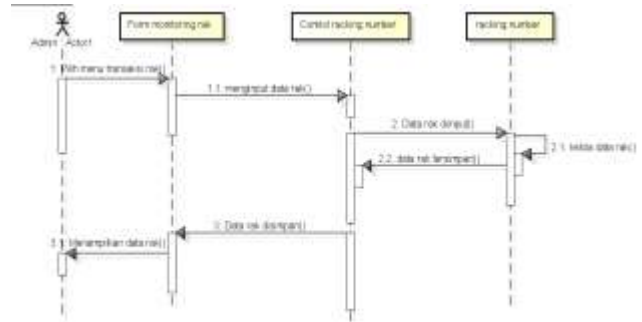 Form monitoring rak
Control racking number
racking number
Admin : Actor1
1. Pilih menu transaksi rak()
1.1. menginput data rak()
2. Data rak diinput()
2.1. kelola data rak()
2.2. data rak tersimpan()
3. Data rak disimpan()
3.1. Menampilkan data rak()